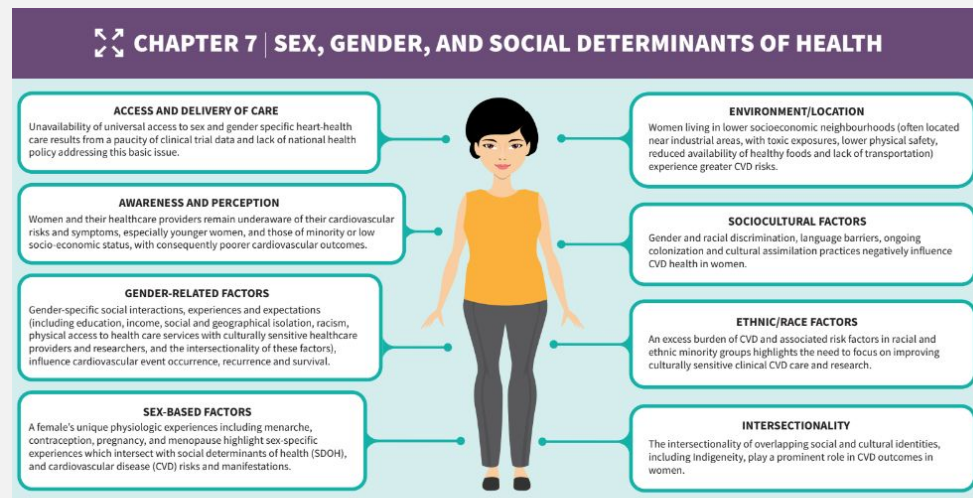 CHAPTER 7 | SEX, GENDER, AND SOCIAL DETERMINANTS OF HEALTH
ACCESS AND DELIVERY OF CARE
Unavailability of universal access to sex and gender specific heart-health
care results from a paucity of clinical trial data and lack of national health
policy addressing this basic issue.
AWARENESS AND PERCEPTION
Women and their healthcare providers remain underaware of their cardiovascular
risks and symptoms, especially younger women, and those of minority or low
socio-economic status, with consequently poorer cardiovascular outcomes.
GENDER-RELATED FACTORS
Gender-specific social interactions, experiences and expectations
(including education, income, social and geographical isolation, racism,
physical access to health care services with culturally sensitive healthcare
providers and researchers, and the intersectionality of these factors),
influence cardiovascular event occurrence, recurrence and survival.
SEX-BASED FACTORS
A female's unique physiologic experiences including menarche,
contraception, pregnancy, and menopause highlight sex-specific
experiences which intersect with social determinants of health (SDOH),
and cardiovascular disease (CVD) risks and manifestations.
ENVIRONMENT/LOCATION
Women living in lower socioeconomic neighbourhoods (often located
near industrial areas, with toxic exposures, lower physical safety,
reduced availability of healthy foods and lack of transportation)
experience greater CVD risks.
SOCIOCULTURAL FACTORS
Gender and racial discrimination, language barriers, ongoing
colonization and cultural assimilation practices negatively influence
CVD health in women.
ETHNIC/RACE FACTORS
An excess burden of CVD and associated risk factors in racial and
ethnic minority groups highlights the need to focus on improving
culturally sensitive clinical CVD care and research.
INTERSECTIONALITY
The intersectionality of overlapping social and cultural identities,
including Indigeneity, play a prominent role in CVD outcomes in
women.